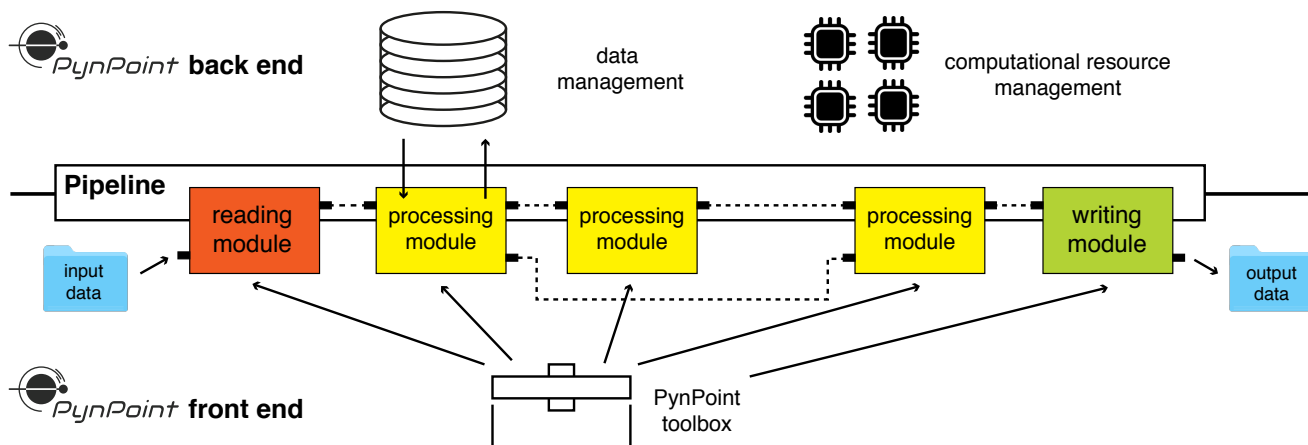 PynPoint back end
data
management
computational resource
management
Pipeline
reading
module
processing
module
processing
module
processing
module
writing
module
input
data
output
data
PynPoint front end
PynPoint
toolbox